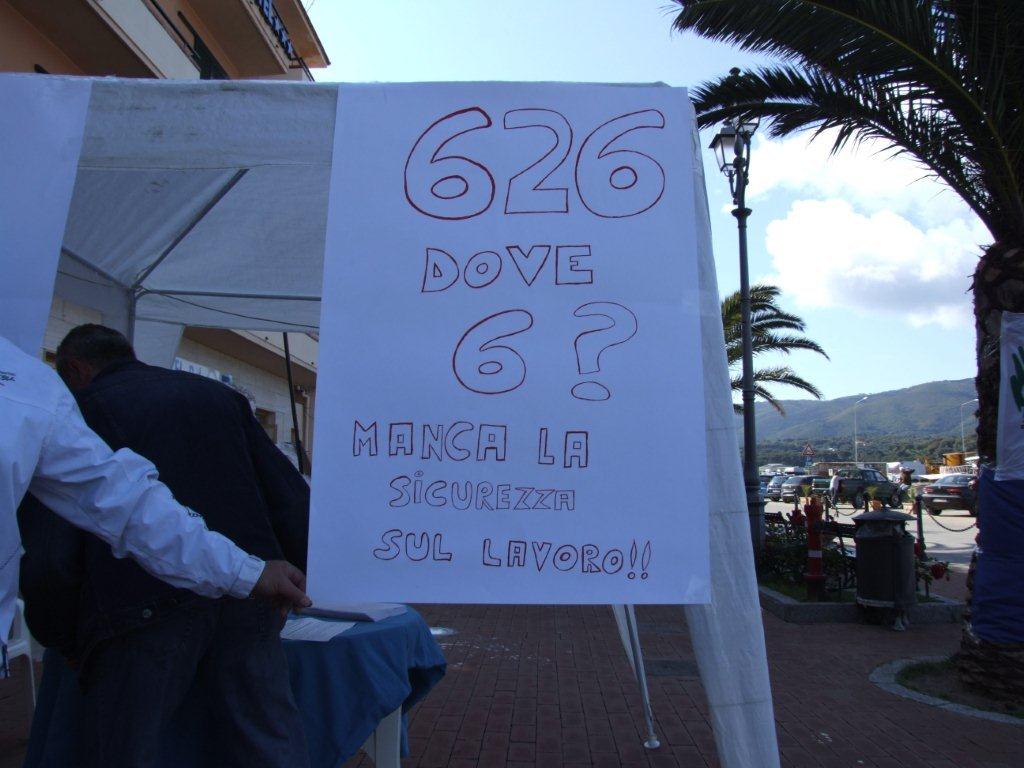 626
DOVE
6?
MANCA LA
SICUREZZA
SUL LAVORO!!